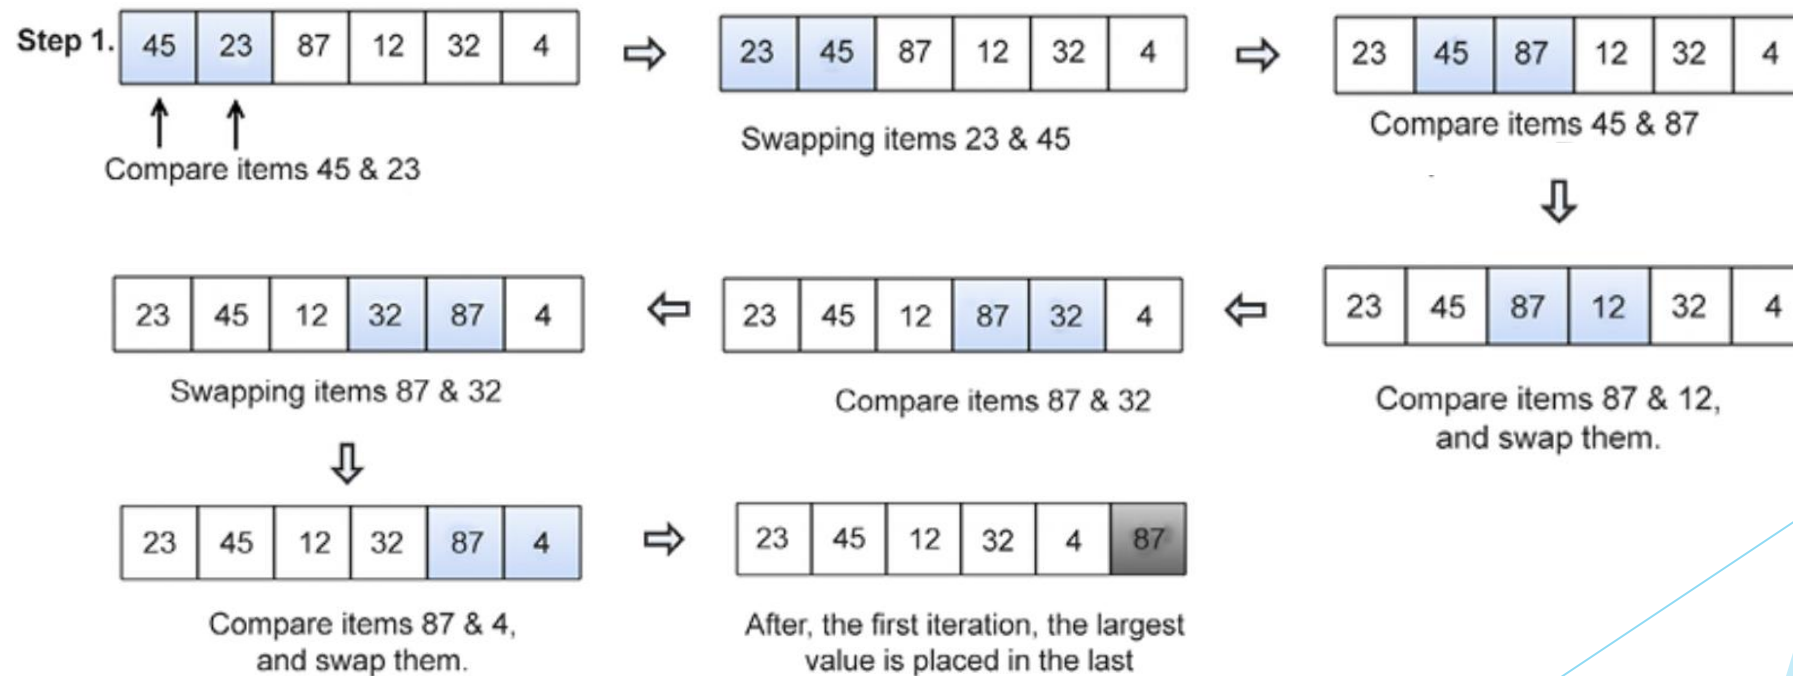 Step 1. 45 23 87 12 32 4
23 45 87 12 32 4
23 45 87 12 32 4
Compare items 45 & 23
Swapping items 23 & 45
Compare items 45 & 87
23 45 87 12 32 4
Compare items 87 & 12,
and swap them.
23 45 12 87 32 4
Compare items 87 & 32
23 45 12 32 87 4
Swapping items 87 & 32
23 45 12 32 87 4
Compare items 87 & 4,
and swap them.
23 45 12 32 4 87
After, the first iteration, the largest
value is placed in the last